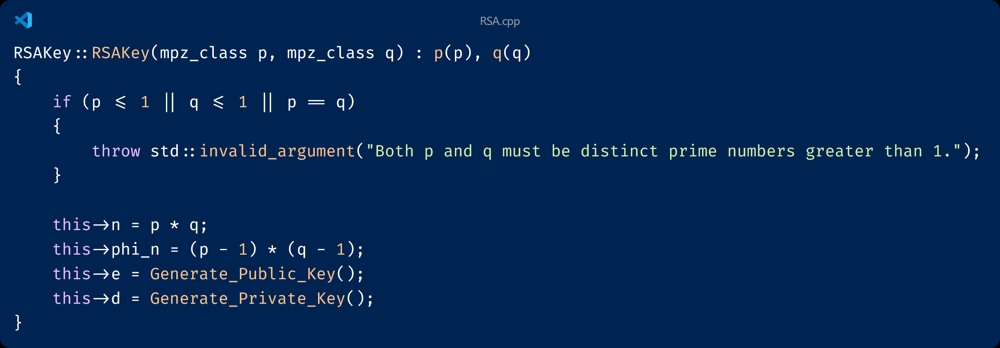 RSA.cpp
RSAKey::RSAKey(mpz_class p, mpz_class q) : p(p), q(q)
{
    if (p <= 1 || q <= 1 || p == q)
    {
        throw std::invalid_argument("Both p and q must be distinct prime numbers greater than 1.");
    }

    this->n = p * q;
    this->phi_n = (p - 1) * (q - 1);
    this->e = Generate_Public_Key();
    this->d = Generate_Private_Key();
}